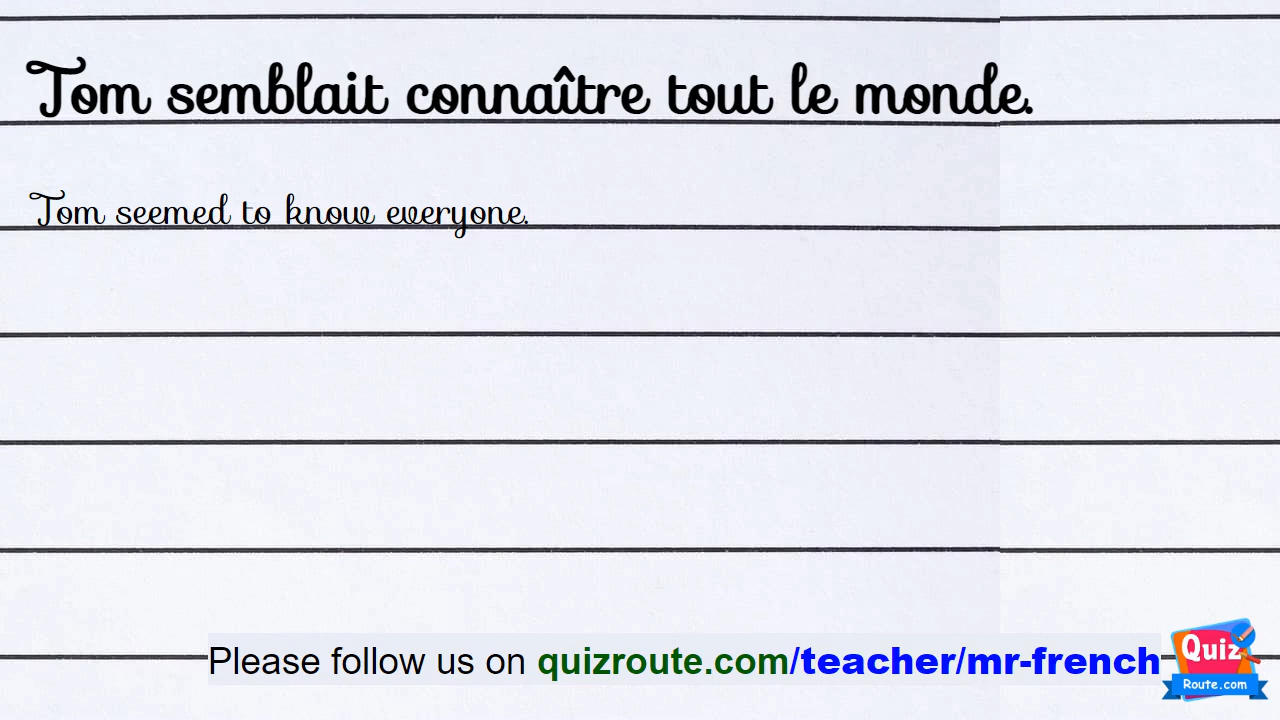 Tom semblait connaître tout le monde.
Tom seemed to know everyone.
Please follow us on quizroute.com/teacher/mr-french
Quiz
Route.com